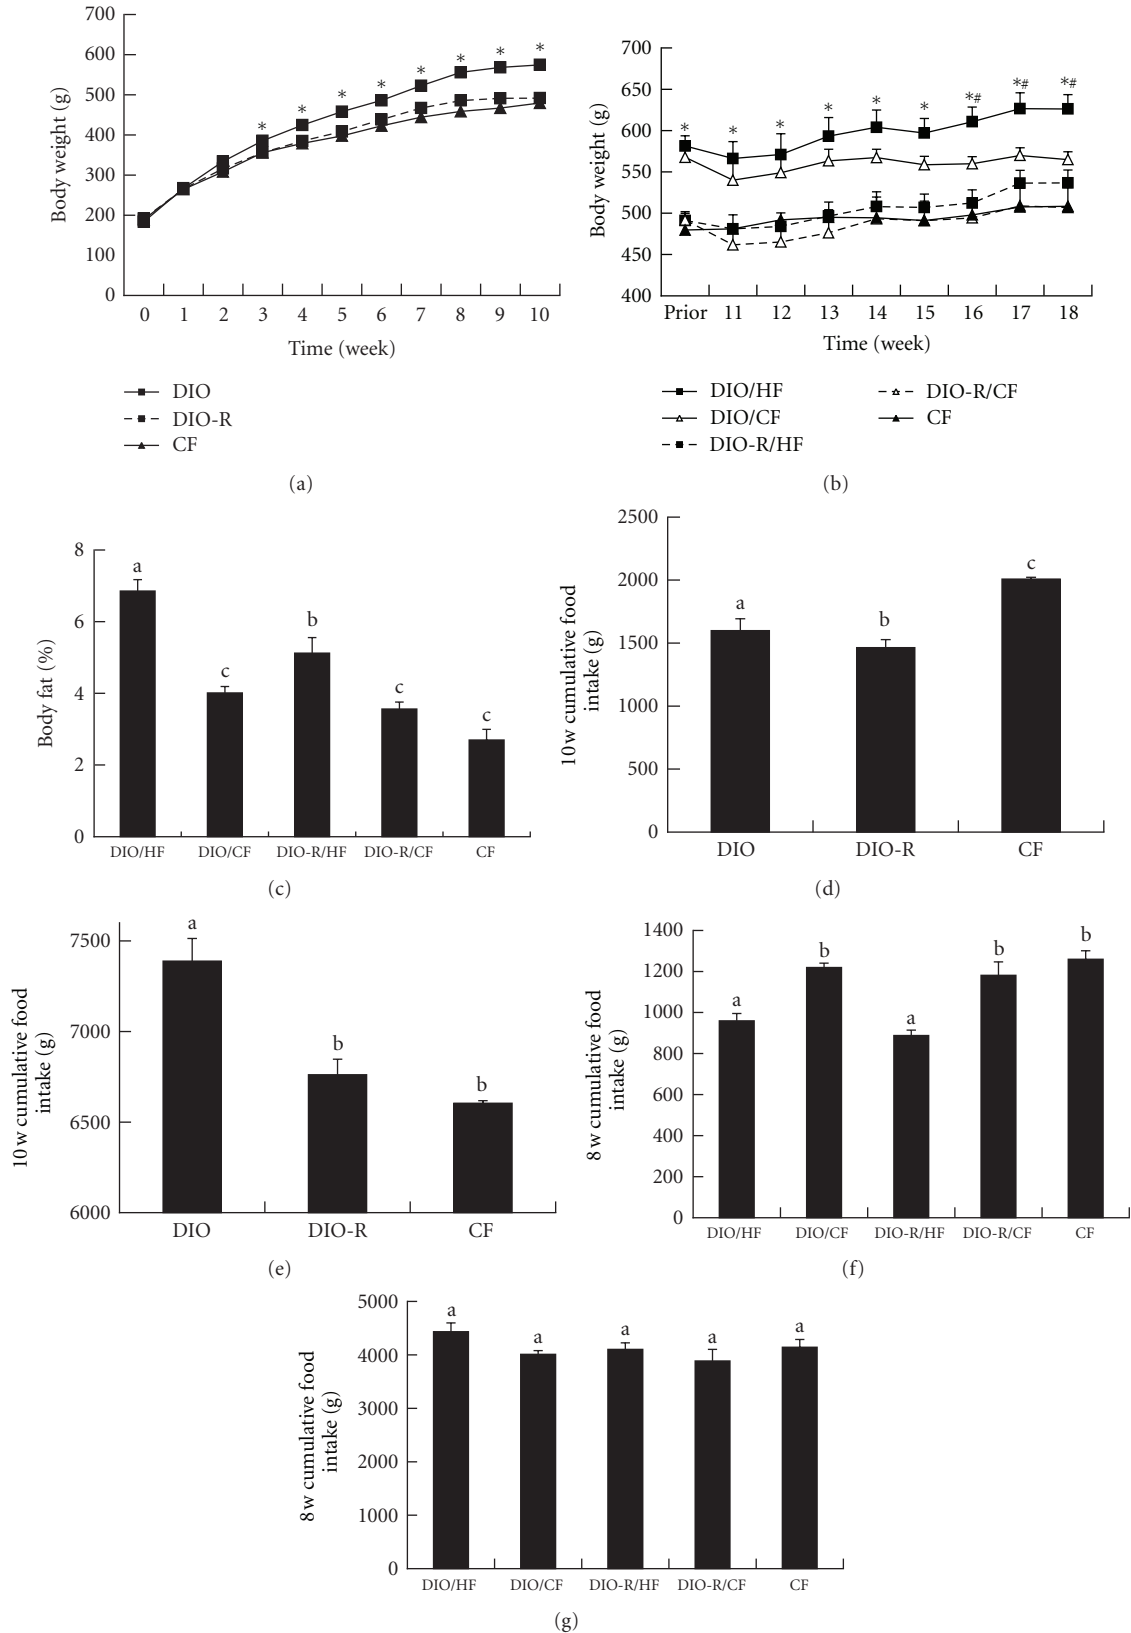 700
600
500
400
300
200
100
0
Body weight (g)
* * * * * * * *
0 1 2 3 4 5 6 7 8 9 10
Time (week)
DIO
DIO-R
CF
(a)
700
650
600
550
500
450
400
Body weight (g)
* * * * * * *# *# *#
Prior 11 12 13 14 15 16 17 18
Time (week)
DIO/HF
DIO/CF
DIO-R/HF
DIO-R/CF
CF
(b)
8
6
4
2
0
Body fat (%)
a c b c c
DIO/HF DIO/CF DIO-R/HF DIO-R/CF CF
(c)
2500
2000
1500
1000
500
0
10 w cumulative food
intake (g)
a b c
DIO DIO-R CF
(d)
7500
7000
6500
6000
10 w cumulative food
intake (g)
a b b
DIO DIO-R CF
(e)
1400
1200
1000
800
600
400
200
0
8 w cumulative food
intake (g)
a b a b b
DIO/HF DIO/CF DIO-R/HF DIO-R/CF CF
(f)
5000
4000
3000
2000
1000
0
8 w cumulative food
intake (g)
a a a a a
DIO/HF DIO/CF DIO-R/HF DIO-R/CF CF
(g)